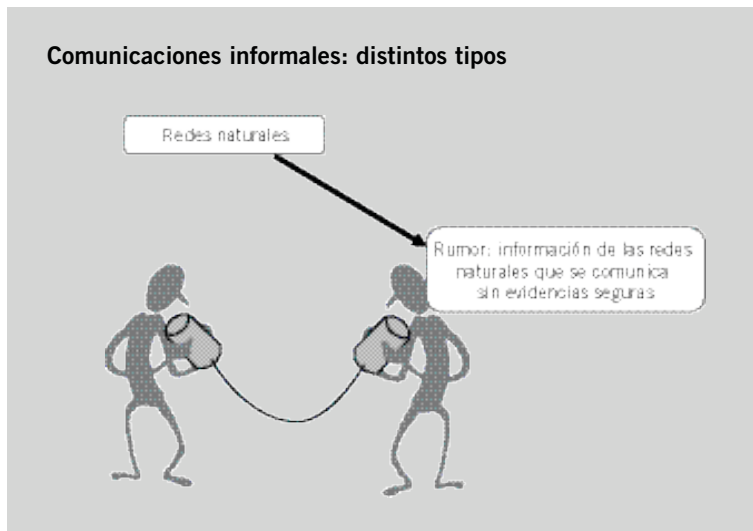 Comunicaciones informales: distintos tipos
Redes naturales
Rumor: información de las redes
naturales que se comunica
sin evidencias seguras